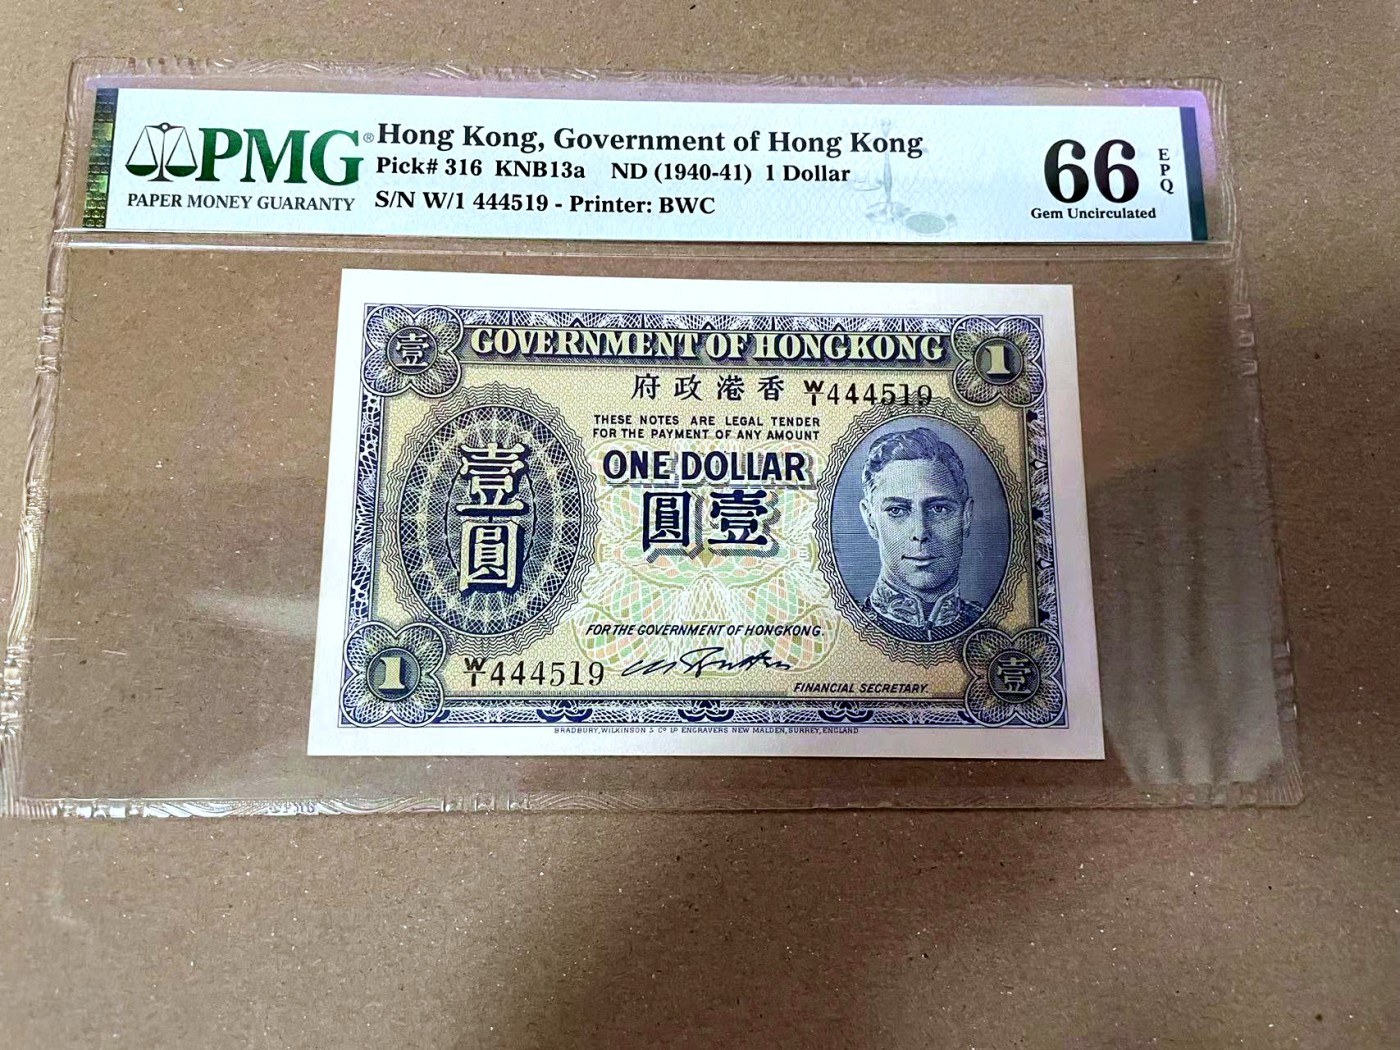 PMG®
PAPER MONEY GUARANTY
Hong Kong, Government of Hong Kong
Pick# 316 KNB13a ND (1940-41) 1 Dollar
S/N W/1 444519 - Printer: BWC
66
EPQ
Gem Uncirculated
壹
GOVERNMENT OF HONGKONG
1
府政港香
W/1 444519
THESE NOTES ARE LEGAL TENDER
FOR THE PAYMENT OF ANY AMOUNT
ONE DOLLAR
圓壹
壹圓
FOR THE GOVERNMENT OF HONGKONG.
1
W/1 444519
FINANCIAL SECRETARY.
壹
BRADBURY, WILKINSON & Co LD ENGRAVERS NEW MALDEN, SURREY, ENGLAND